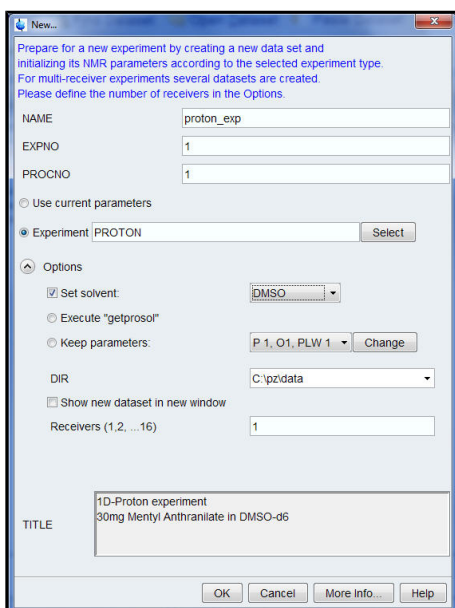 New...
Prepare for a new experiment by creating a new data set and
initializing its NMR parameters according to the selected experiment type.
For multi-receiver experiments several datasets are created.
Please define the number of receivers in the Options.
NAME proton_exp
EXPNO 1
PROCNO 1
Use current parameters
Experiment PROTON Select
Options
Set solvent: DMSO
Execute "getprosol"
Keep parameters: P 1, O1, PLW 1 Change
DIR C:\pz\data
Show new dataset in new window
Receivers (1,2, ...16) 1
TITLE
1D-Proton experiment
30mg Mentyl Anthranilate in DMSO-d6
OK Cancel More Info... Help